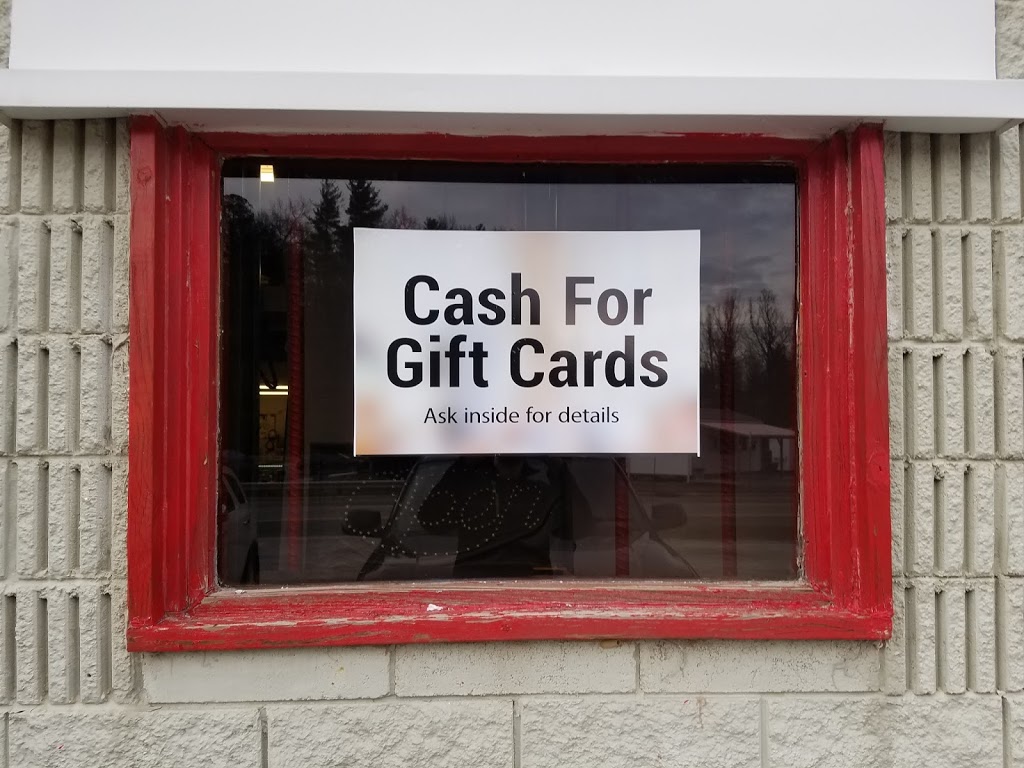 Cash For
Gift Cards
Ask inside for details